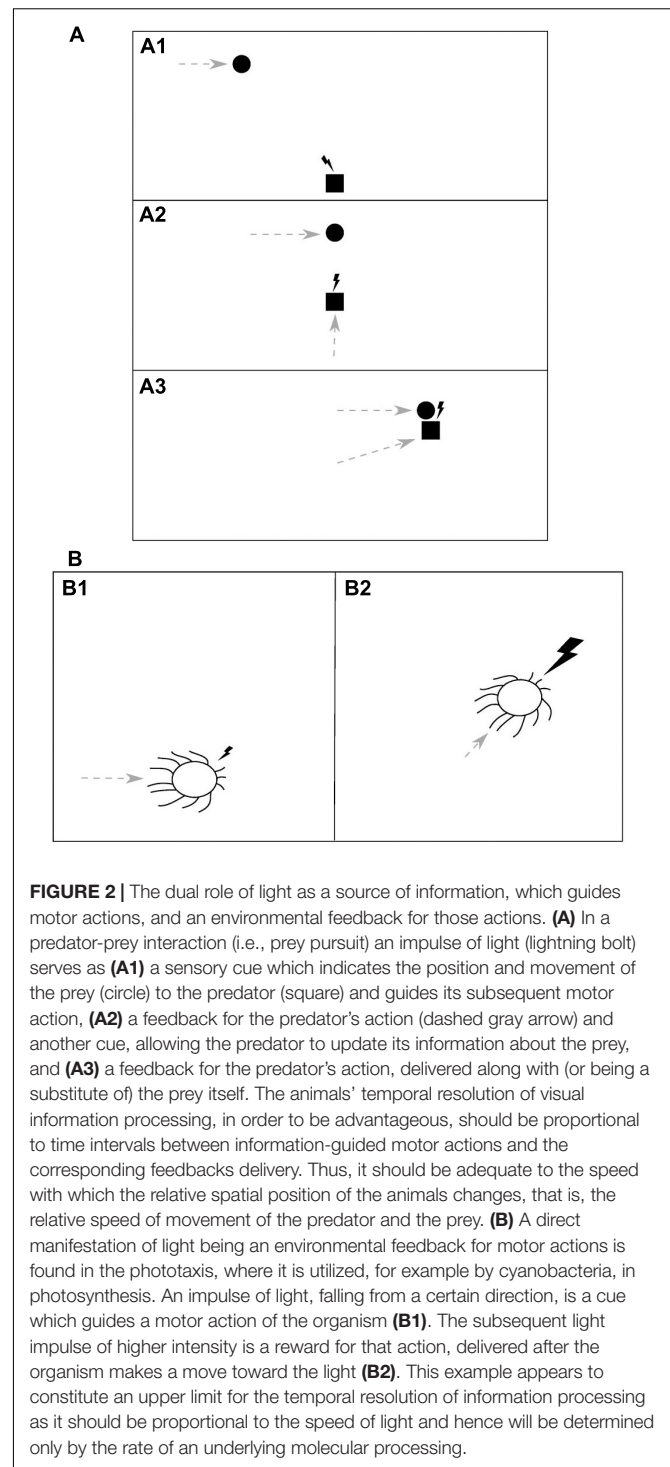 A
A1
A2
A3
B
B1
B2
FIGURE 2 | The dual role of light as a source of information, which guides
motor actions, and an environmental feedback for those actions. (A) In a
predator-prey interaction (i.e., prey pursuit) an impulse of light (lightning bolt)
serves as (A1) a sensory cue which indicates the position and movement of
the prey (circle) to the predator (square) and guides its subsequent motor
action, (A2) a feedback for the predator's action (dashed gray arrow) and
another cue, allowing the predator to update its information about the prey,
and (A3) a feedback for the predator's action, delivered along with (or being a
substitute of) the prey itself. The animals' temporal resolution of visual
information processing, in order to be advantageous, should be proportional
to time intervals between information-guided motor actions and the
corresponding feedbacks delivery. Thus, it should be adequate to the speed
with which the relative spatial position of the animals changes, that is, the
relative speed of movement of the predator and the prey. (B) A direct
manifestation of light being an environmental feedback for motor actions is
found in the phototaxis, where it is utilized, for example by cyanobacteria, in
photosynthesis. An impulse of light, falling from a certain direction, is a cue
which guides a motor action of the organism (B1). The subsequent light
impulse of higher intensity is a reward for that action, delivered after the
organism makes a move toward the light (B2). This example appears to
constitute an upper limit for the temporal resolution of information processing
as it should be proportional to the speed of light and hence will be determined
only by the rate of an underlying molecular processing.